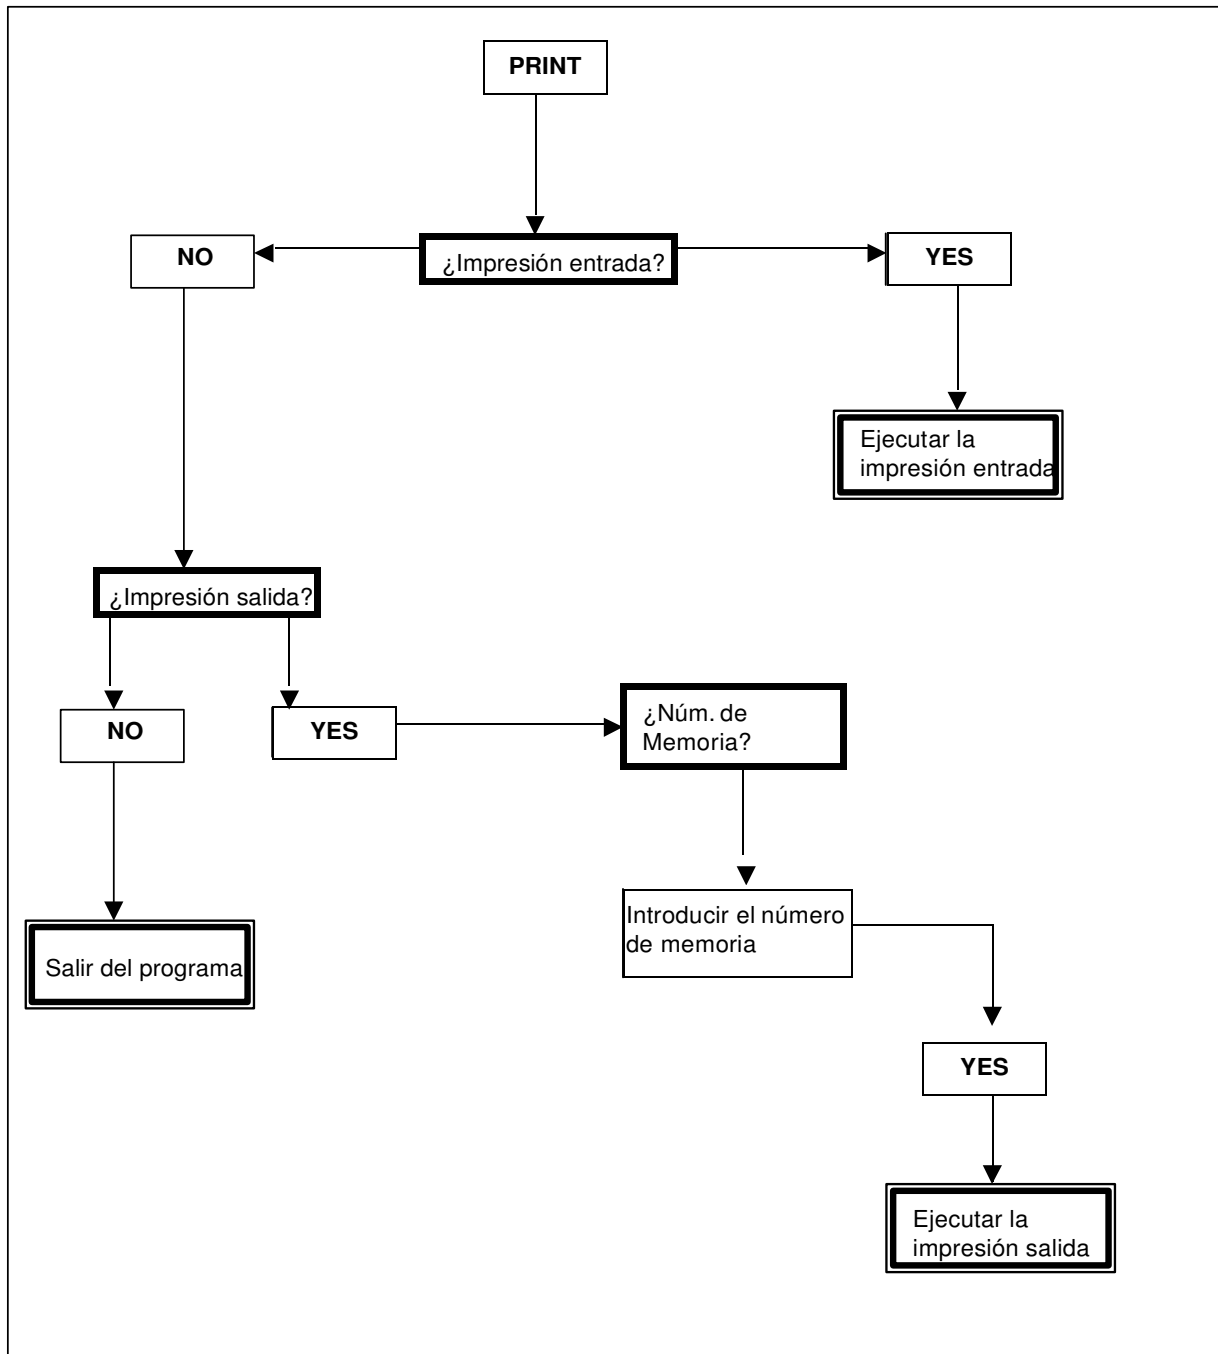 PRINT
NO
¿Impresión entrada?
YES
Ejecutar la
impresión entrada
¿Impresión salida?
NO
YES
¿Núm. de
Memoria?
Introducir el número
de memoria
Salir del programa
YES
Ejecutar la
impresión salida